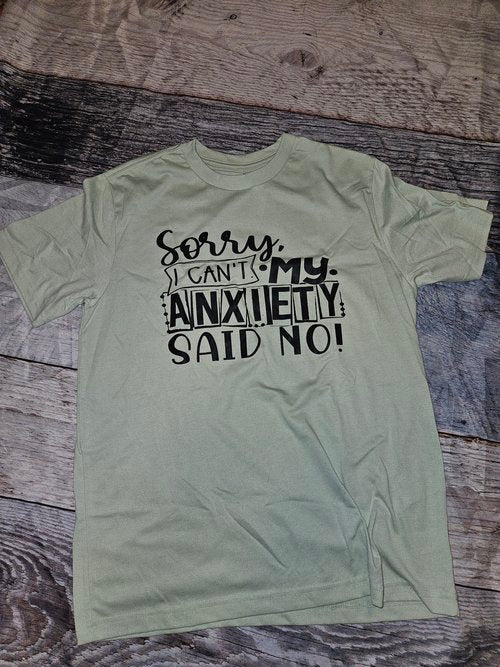 Sorry,
I CAN'T •MY•
ANXIETY
SAID NO!